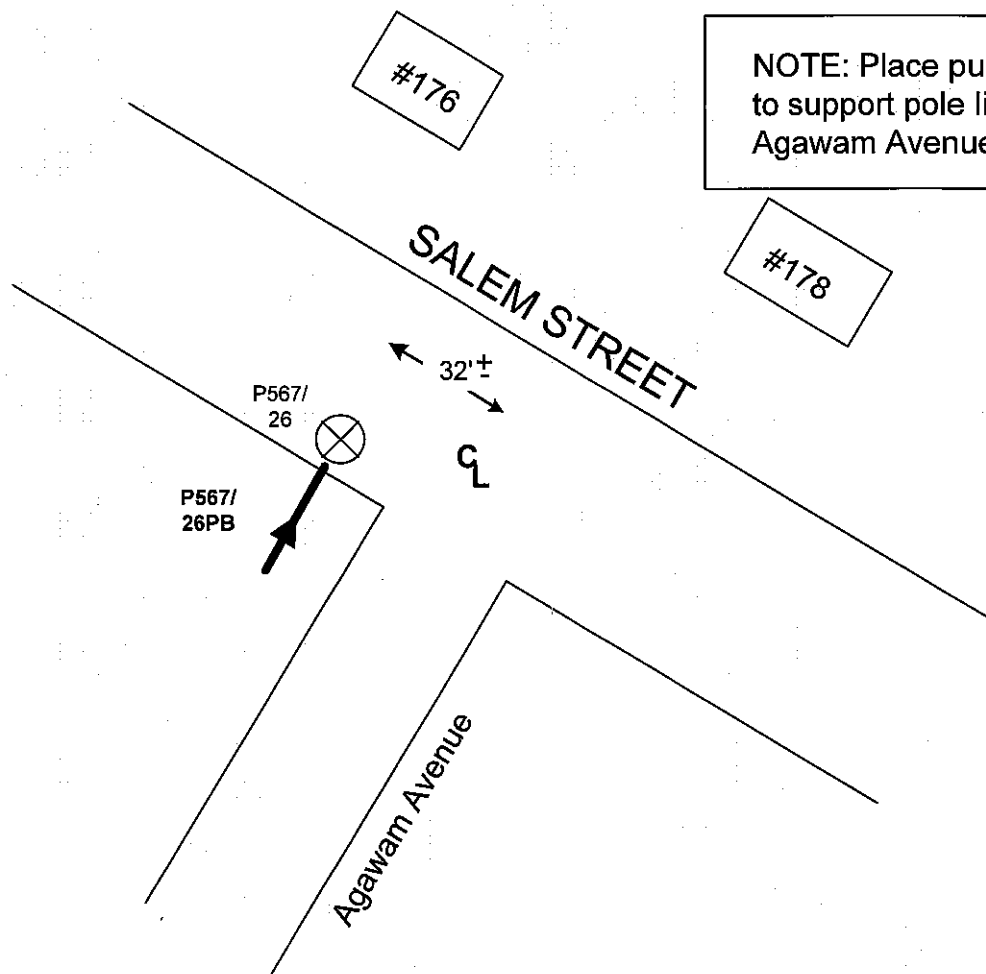 #176
NOTE: Place pu
to support pole li
Agawam Avenue
#178
SALEM STREET
32'±
P567/
26
CL
P567/
26PB
Agawam Avenue